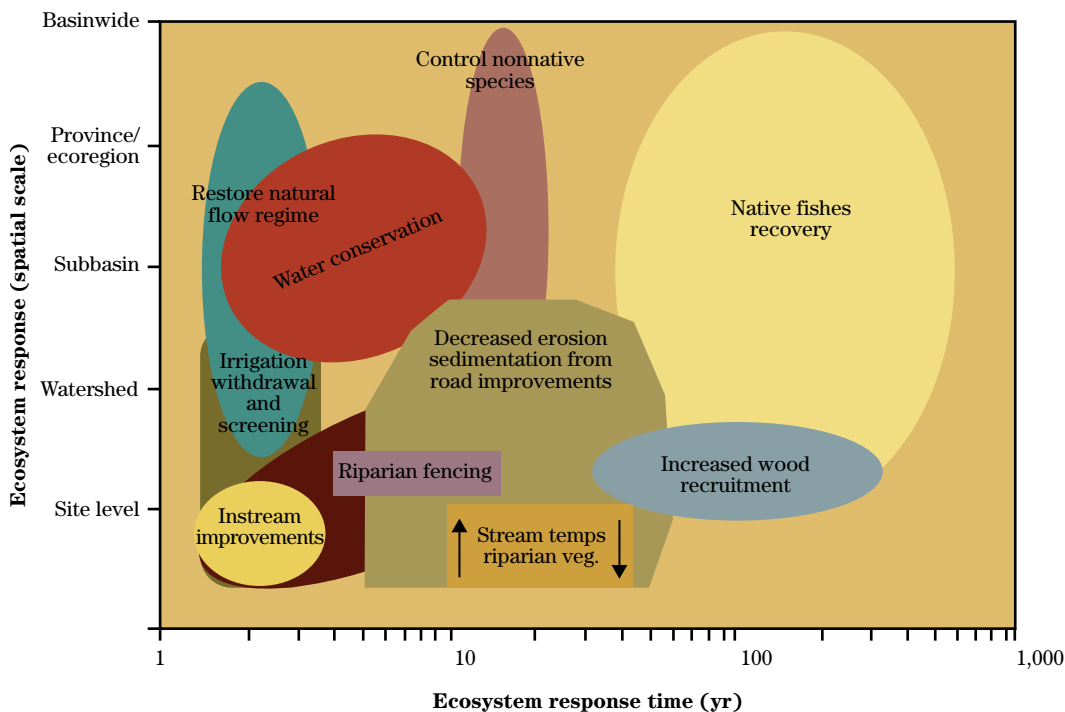 Basinwide
Province/
ecoregion
Subbasin
Watershed
Site level
Ecosystem response (spatial scale)
Control nonnative
species
Restore natural
flow regime
Water conservation
Native fishes
recovery
Irrigation
withdrawal
and
screening
Decreased erosion
sedimentation from
road improvements
Riparian fencing
Increased wood
recruitment
Instream
improvements
Stream temps
riparian veg.
1
10
100
1,000
Ecosystem response time (yr)